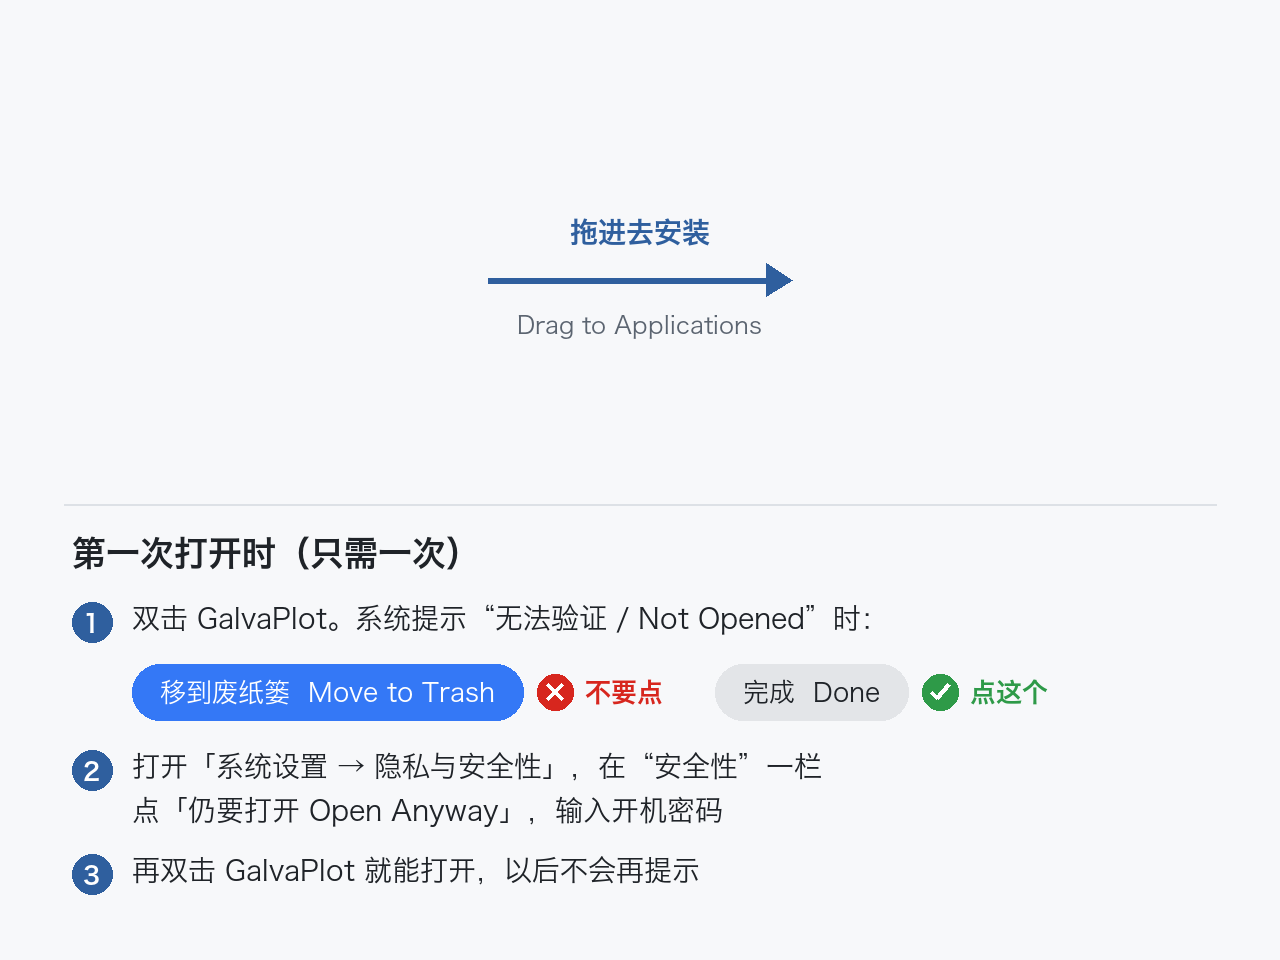 拖进去安装
Drag to Applications
第一次打开时（只需一次）
1 双击 GalvaPlot。系统提示“无法验证 / Not Opened”时：
移到废纸篓 Move to Trash 不要点 完成 Done 点这个
2 打开「系统设置 → 隐私与安全性」，在“安全性”一栏
点「仍要打开 Open Anyway」，输入开机密码
3 再双击 GalvaPlot 就能打开，以后不会再提示